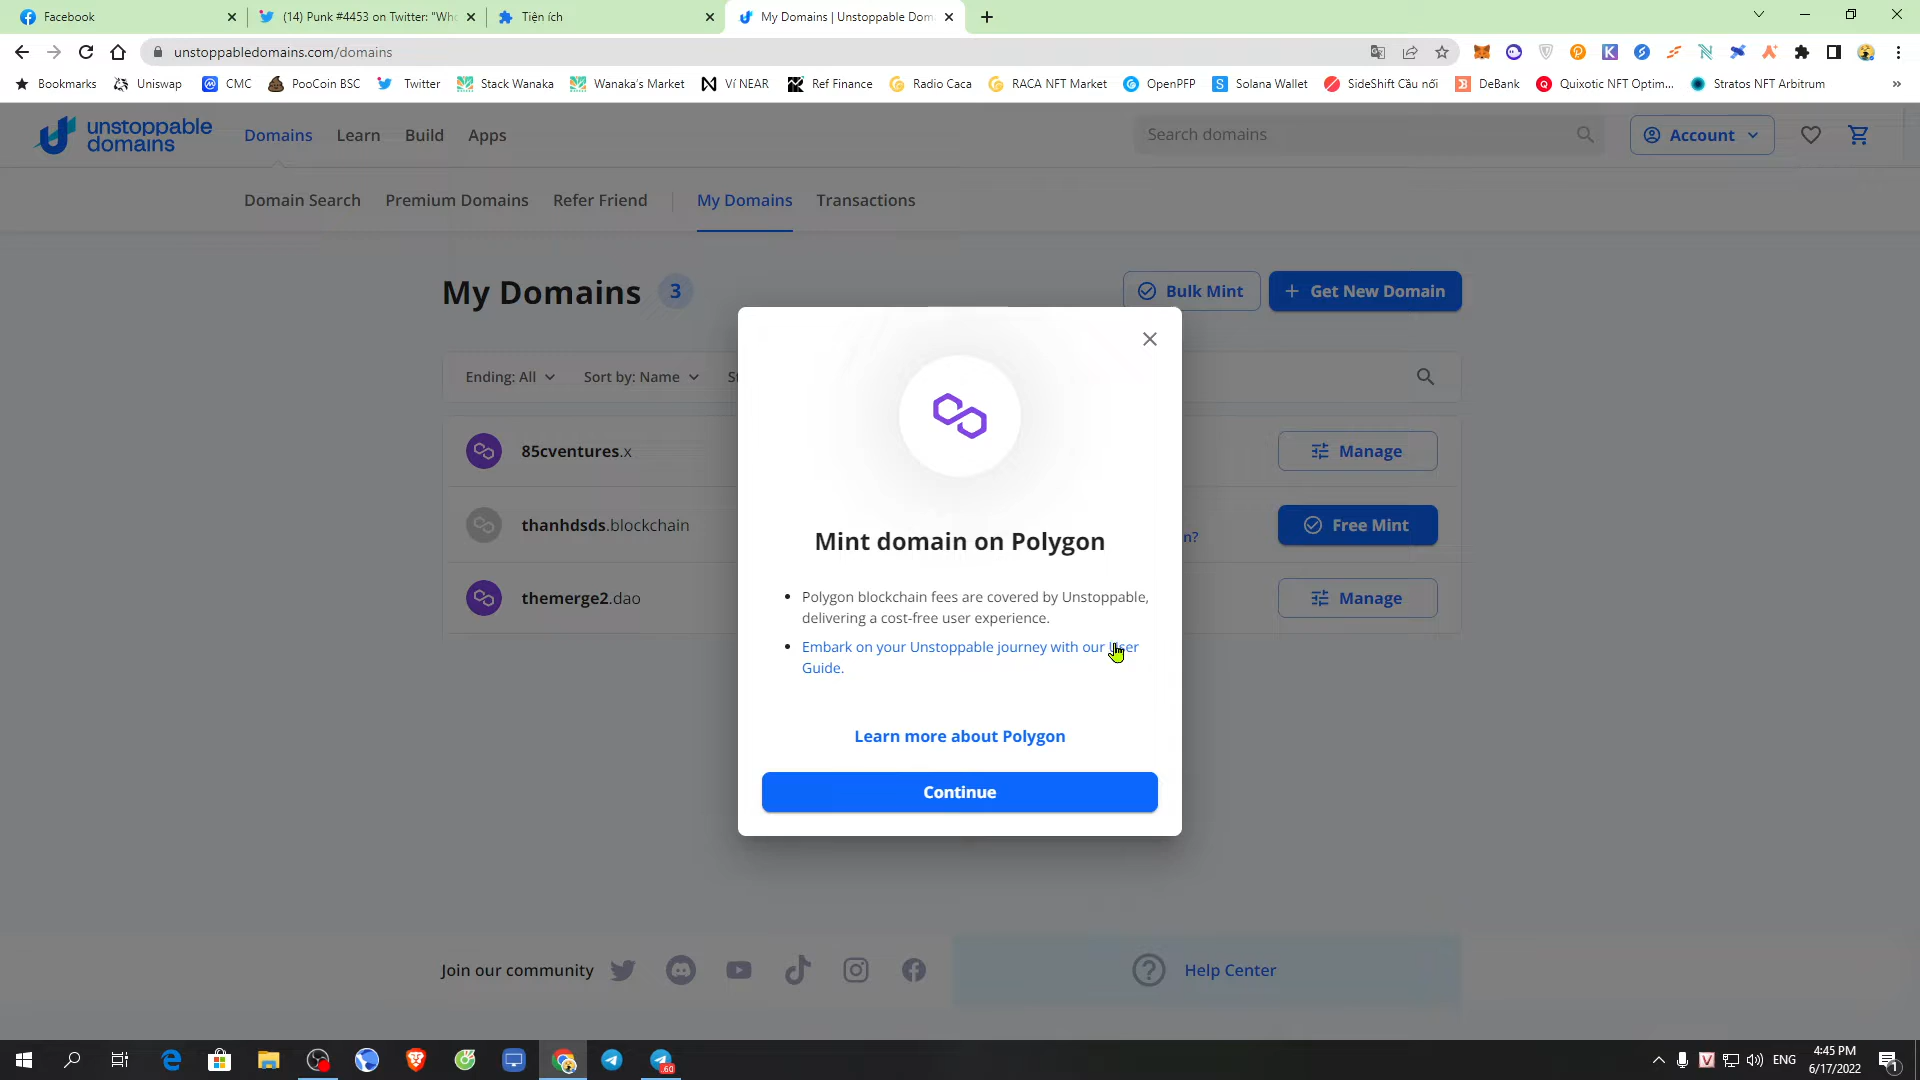 Facebook
(14) Punk #4453 on Twitter: "Who
Tiện ích
My Domains | Unstoppable Dom
unstoppabledomains.com/domains
Bookmarks
Uniswap
CMC
PooCoin BSC
Twitter
Stack Wanaka
Wanaka's Market
Ví NEAR
Ref Finance
Radio Caca
RACA NFT Market
OpenPFP
Solana Wallet
SideShift Cầu nối
DeBank
Quixotic NFT Optim...
Stratos NFT Arbitrum
unstoppable
domains
Domains
Learn
Build
Apps
Search domains
Account
Domain Search
Premium Domains
Refer Friend
My Domains
Transactions
My Domains 3
Bulk Mint
+ Get New Domain
Ending: All
Sort by: Name
St
85cventures.x
Manage
thanhdsds.blockchain
n?
Free Mint
themerge2.dao
Manage
Mint domain on Polygon
• Polygon blockchain fees are covered by Unstoppable,
delivering a cost-free user experience.
• Embark on your Unstoppable journey with our User
Guide.
Learn more about Polygon
Continue
Join our community
Help Center
.60
V
ENG
4:45 PM
6/17/2022
1